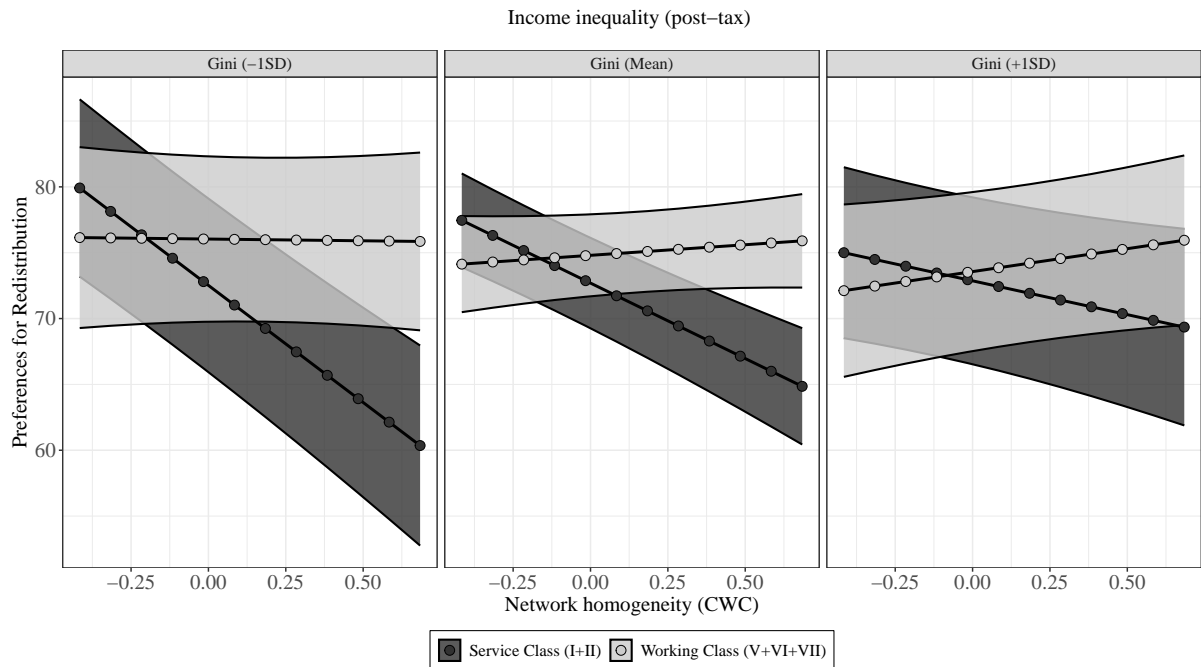 Income inequality (post−tax)
Gini (−1SD)
Gini (Mean)
Gini (+1SD)
Preferences for Redistribution
80
70
60
−0.25 0.00 0.25 0.50
−0.25 0.00 0.25 0.50
−0.25 0.00 0.25 0.50
Network homogeneity (CWC)
Service Class (I+II)
Working Class (V+VI+VII)